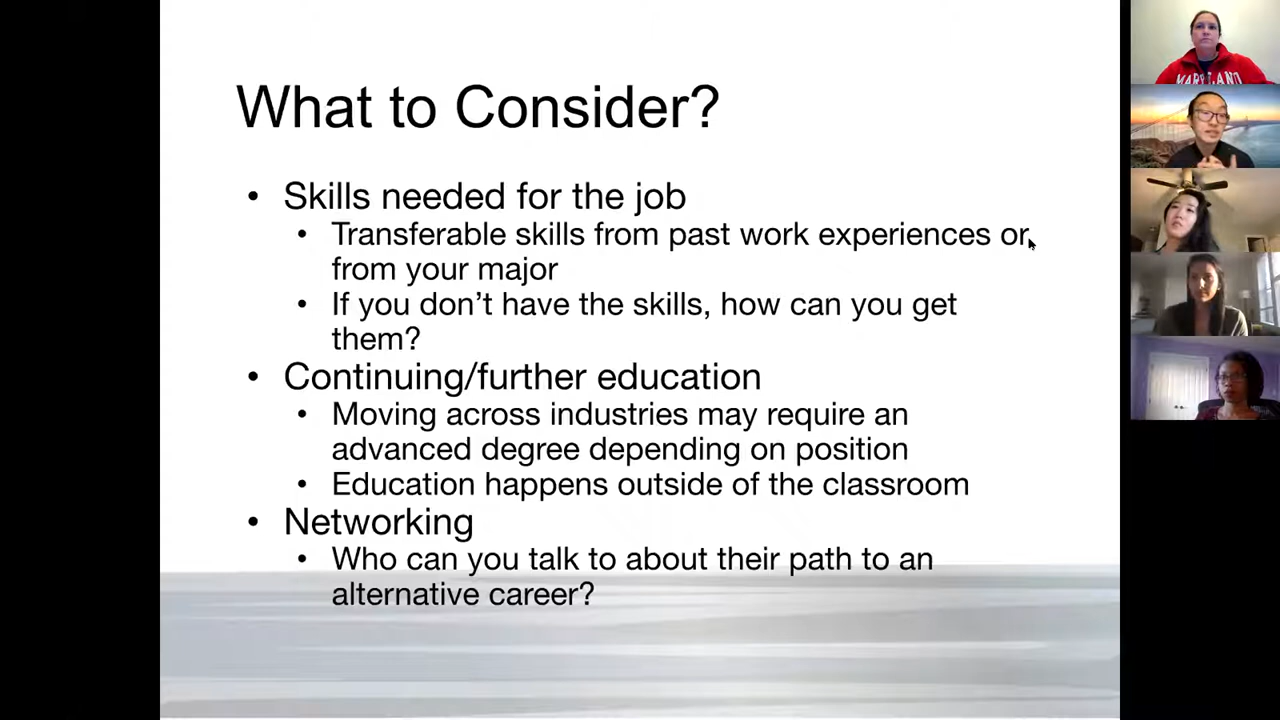 What to Consider?
• Skills needed for the job
• Transferable skills from past work experiences or
from your major
• If you don’t have the skills, how can you get
them?
• Continuing/further education
• Moving across industries may require an
advanced degree depending on position
• Education happens outside of the classroom
• Networking
• Who can you talk to about their path to an
alternative career?
MARYLAND